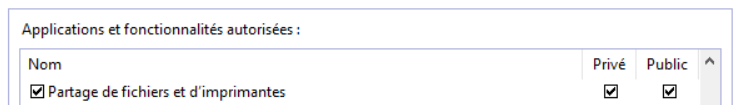 Applications et fonctionnalités autorisées :
Nom Privé Public
Partage de fichiers et d'imprimantes